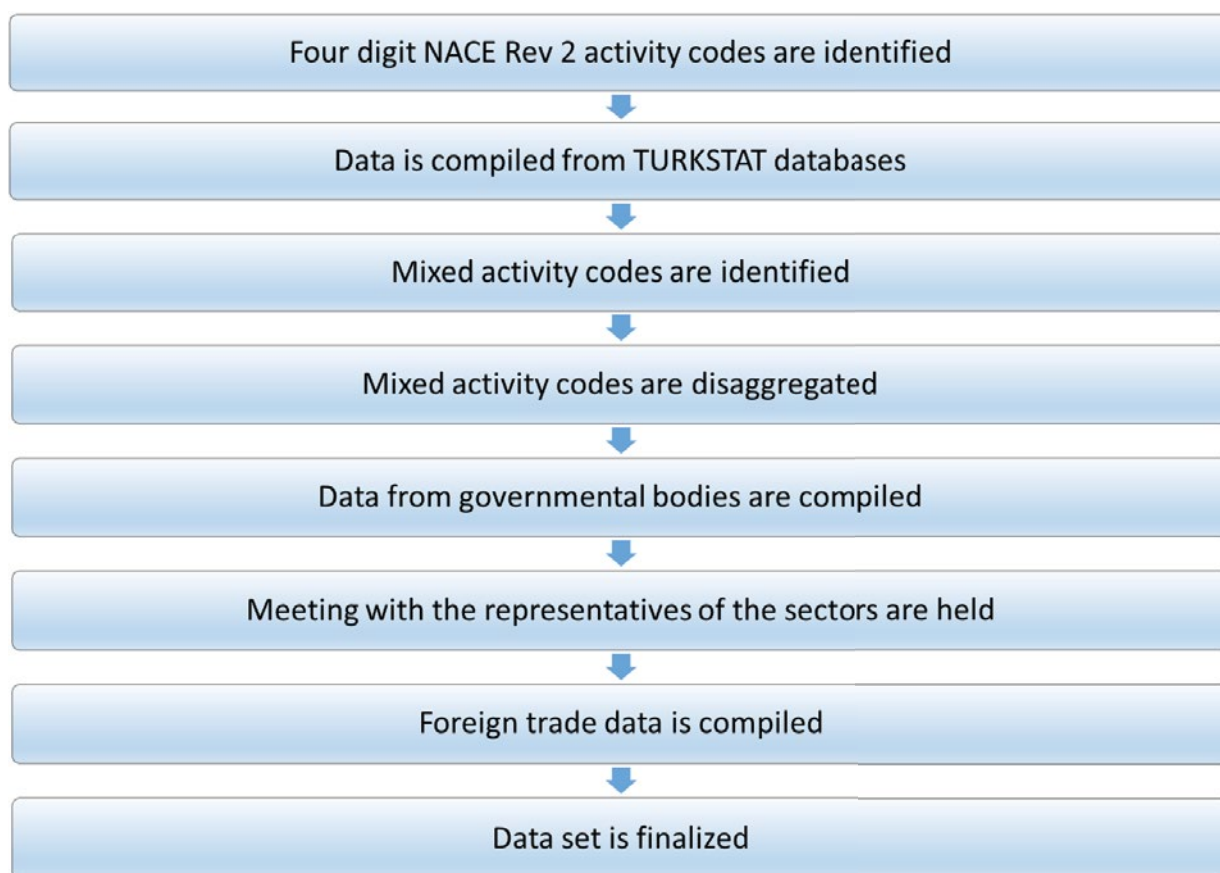 Four digit NACE Rev 2 activity codes are identified
Data is compiled from TURKSTAT databases
Mixed activity codes are identified
Mixed activity codes are disaggregated
Data from governmental bodies are compiled
Meeting with the representatives of the sectors are held
Foreign trade data is compiled
Data set is finalized